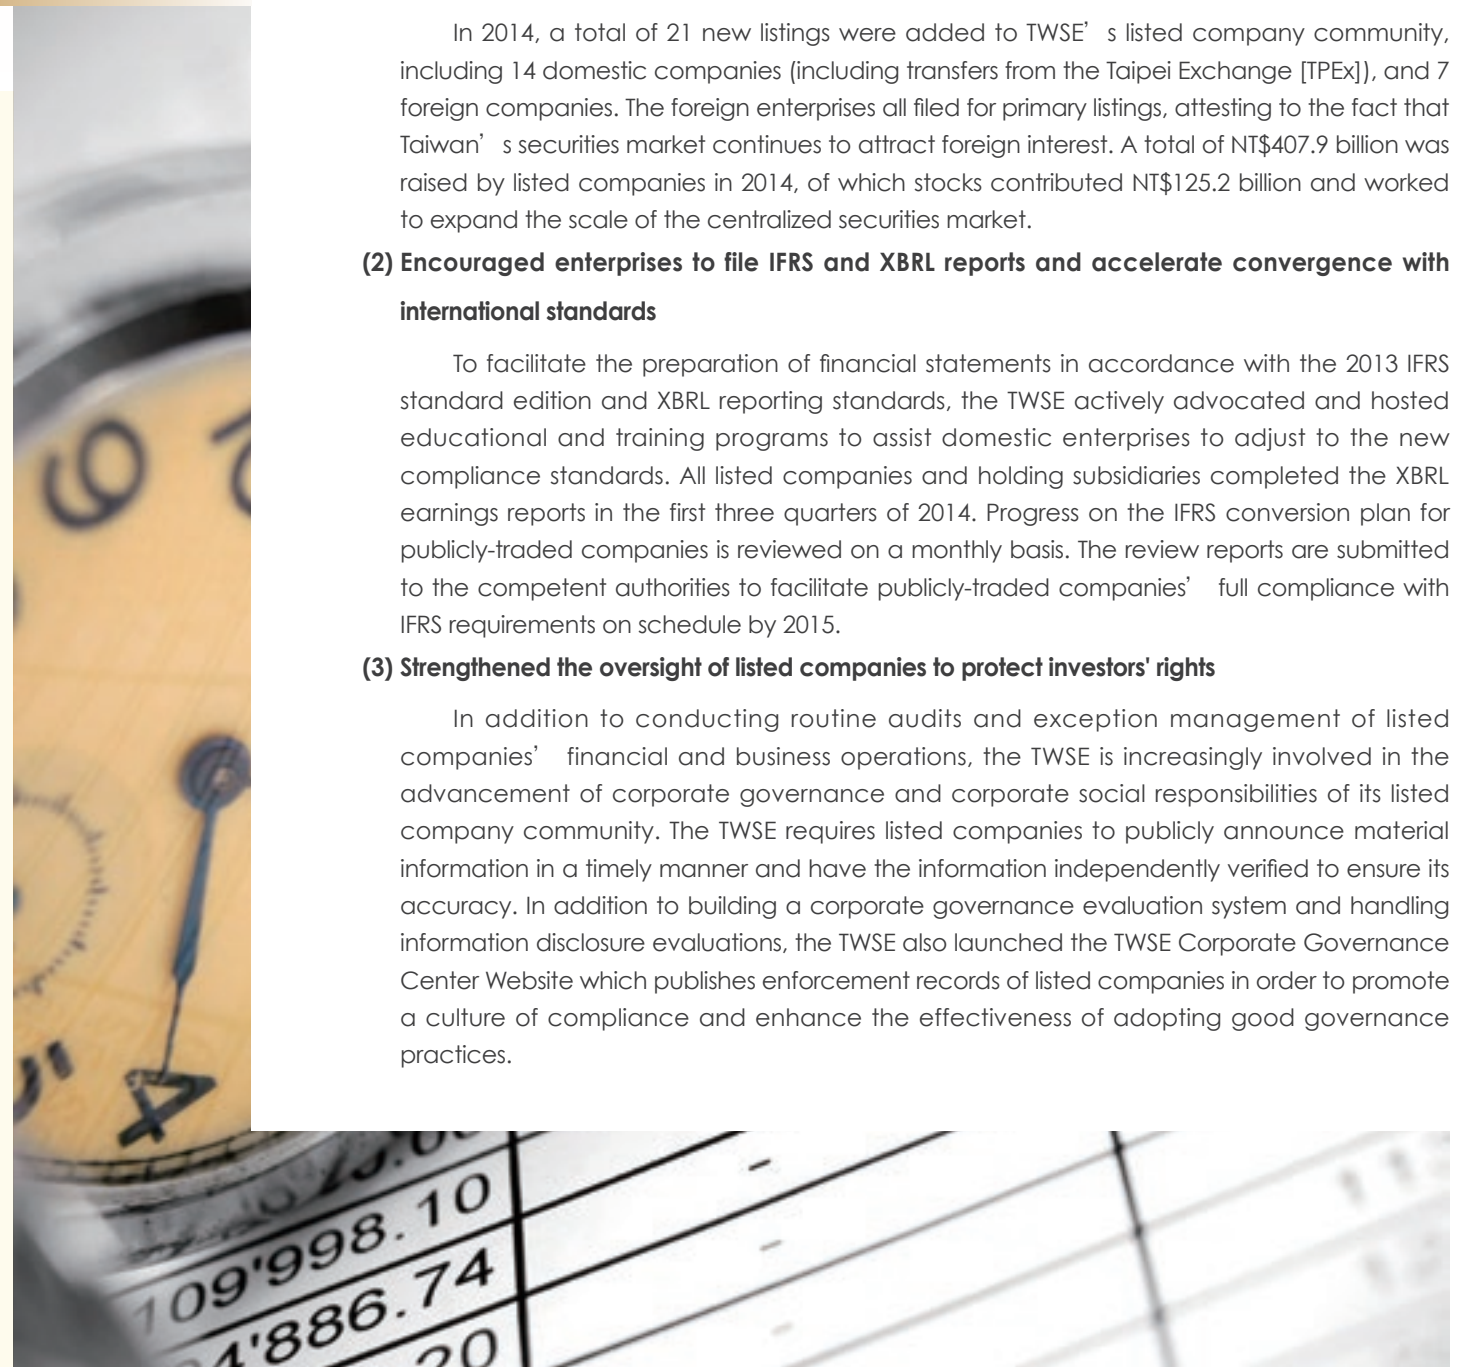 In 2014, a total of 21 new listings were added to TWSE’s listed company community,
including 14 domestic companies (including transfers from the Taipei Exchange [TPEx]), and 7
foreign companies. The foreign enterprises all filed for primary listings, attesting to the fact that
Taiwan’s securities market continues to attract foreign interest. A total of NT$407.9 billion was
raised by listed companies in 2014, of which stocks contributed NT$125.2 billion and worked
to expand the scale of the centralized securities market.
(2) Encouraged enterprises to file IFRS and XBRL reports and accelerate convergence with
international standards
To facilitate the preparation of financial statements in accordance with the 2013 IFRS
standard edition and XBRL reporting standards, the TWSE actively advocated and hosted
educational and training programs to assist domestic enterprises to adjust to the new
compliance standards. All listed companies and holding subsidiaries completed the XBRL
earnings reports in the first three quarters of 2014. Progress on the IFRS conversion plan for
publicly-traded companies is reviewed on a monthly basis. The review reports are submitted
to the competent authorities to facilitate publicly-traded companies’ full compliance with
IFRS requirements on schedule by 2015.
(3) Strengthened the oversight of listed companies to protect investors' rights
In addition to conducting routine audits and exception management of listed
companies’ financial and business operations, the TWSE is increasingly involved in the
advancement of corporate governance and corporate social responsibilities of its listed
company community. The TWSE requires listed companies to publicly announce material
information in a timely manner and have the information independently verified to ensure its
accuracy. In addition to building a corporate governance evaluation system and handling
information disclosure evaluations, the TWSE also launched the TWSE Corporate Governance
Center Website which publishes enforcement records of listed companies in order to promote
a culture of compliance and enhance the effectiveness of adopting good governance
practices.
6
4
109'998.10
4'886.74
20